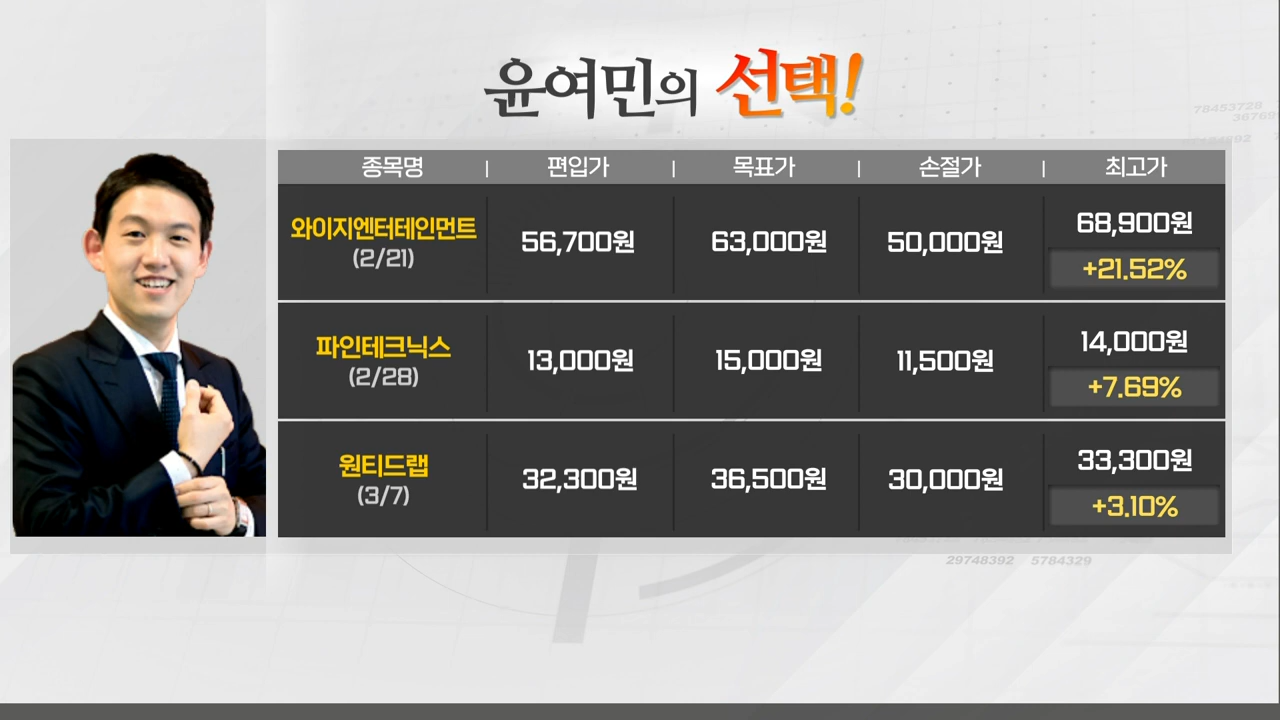 윤여민의 선택!
78453728
종목명 | 편입가 | 목표가 | 손절가 | 최고가
와이지엔터테인먼트 56,700원 63,000원 50,000원 68,900원
(2/21) +21.52%
파인테크닉스 13,000원 15,000원 11,500원 14,000원
(2/28) +7.69%
원티드랩 32,300원 36,500원 30,000원 33,300원
(3/7) +3.10%
29748392 5784329